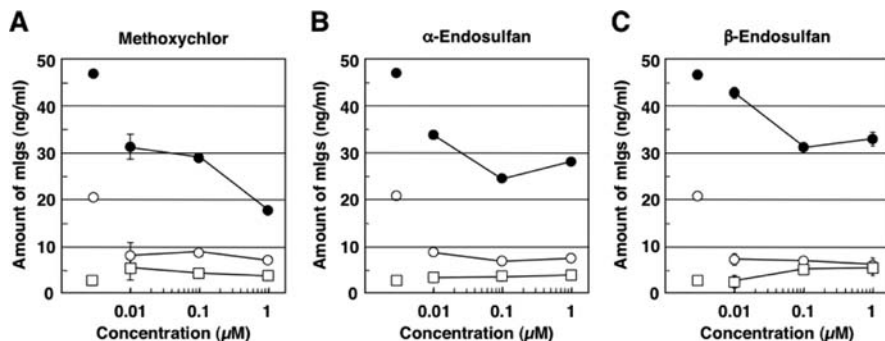 A
Methoxychlor
Amount of mIgs (ng/ml)
50
40
30
20
10
0
0.01 0.1 1
Concentration (µM)
B
α-Endosulfan
Amount of mIgs (ng/ml)
50
40
30
20
10
0
0.01 0.1 1
Concentration (µM)
C
β-Endosulfan
Amount of mIgs (ng/ml)
50
40
30
20
10
0
0.01 0.1 1
Concentration (µM)